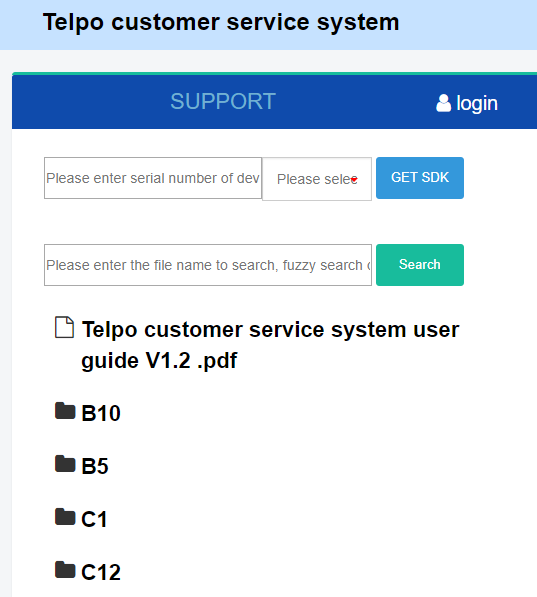 Telpo customer service system
SUPPORT
login
Please enter serial number of dev
Please selec
GET SDK
Please enter the file name to search, fuzzy search
Search
Telpo customer service system user
guide V1.2 .pdf
B10
B5
C1
C12